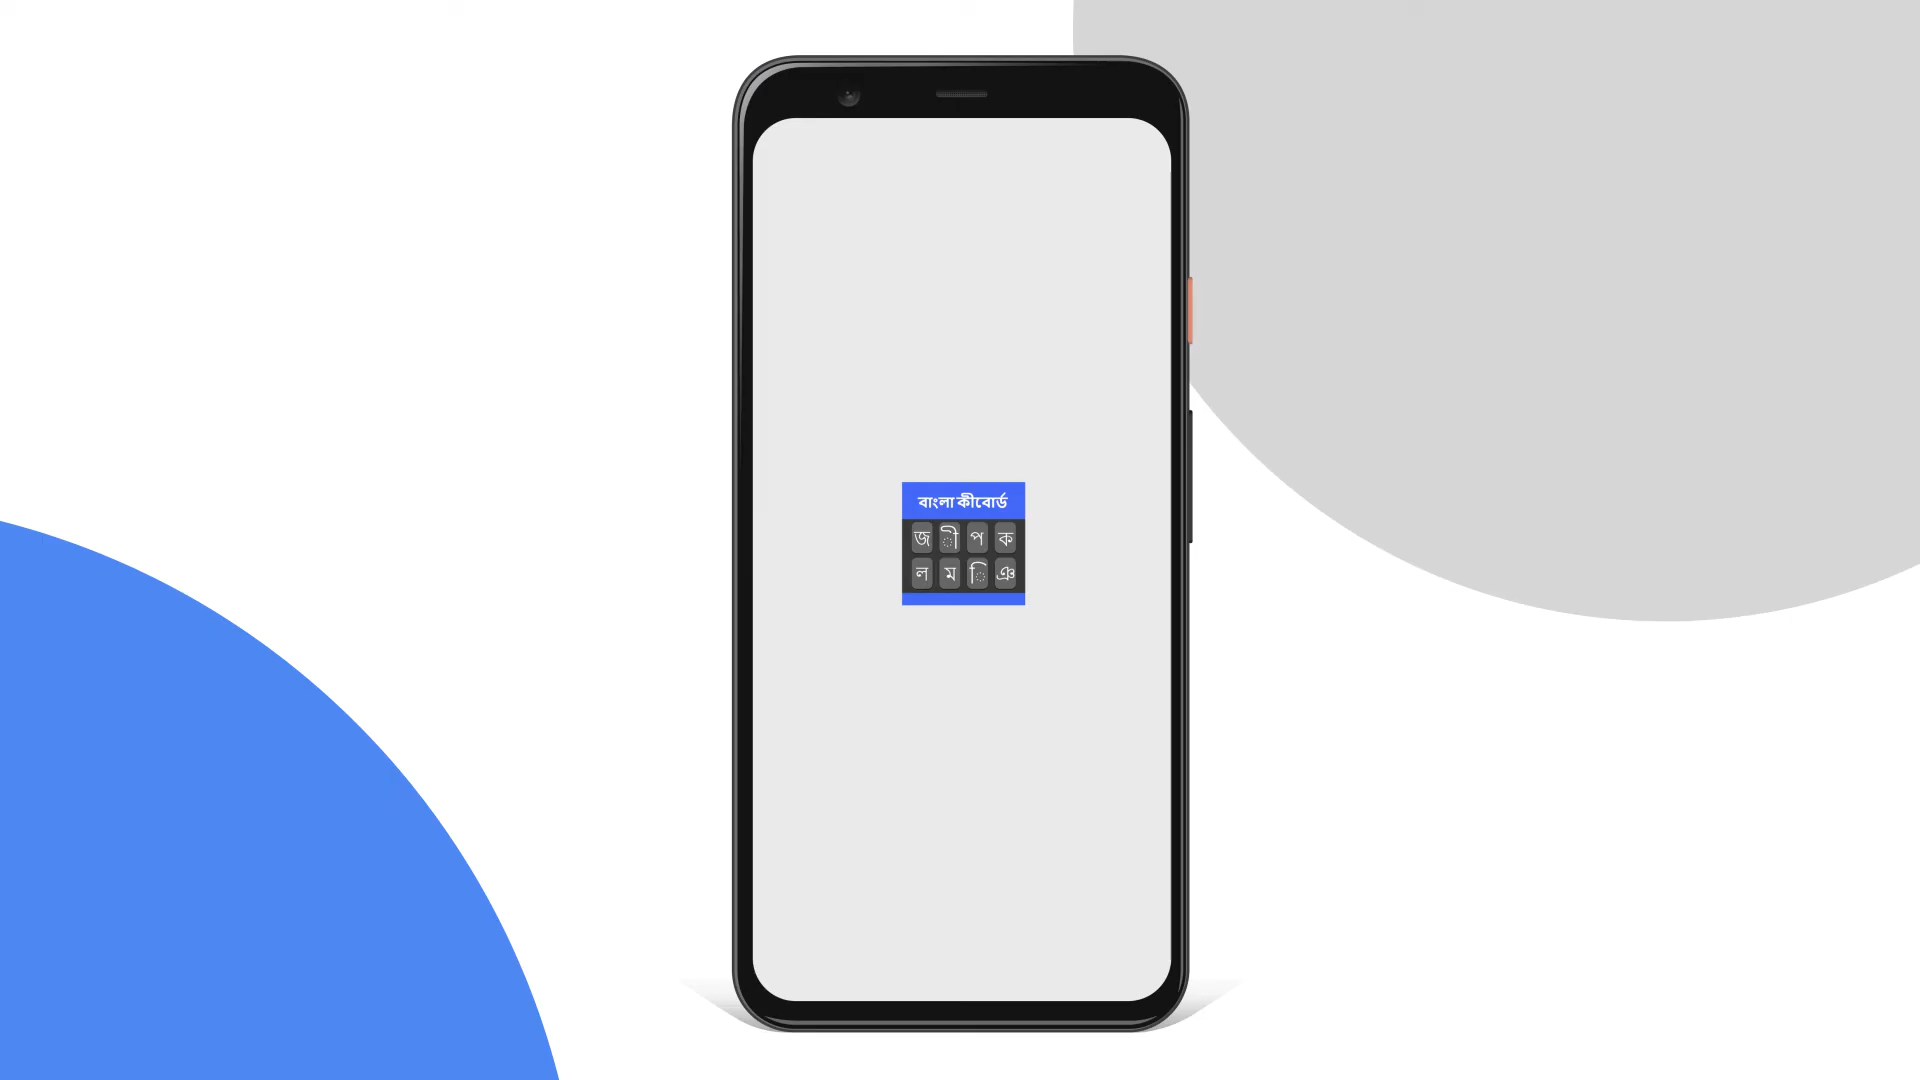 বাংলা কীবোর্ড
জ ী প ক
ল ম ি ঞ